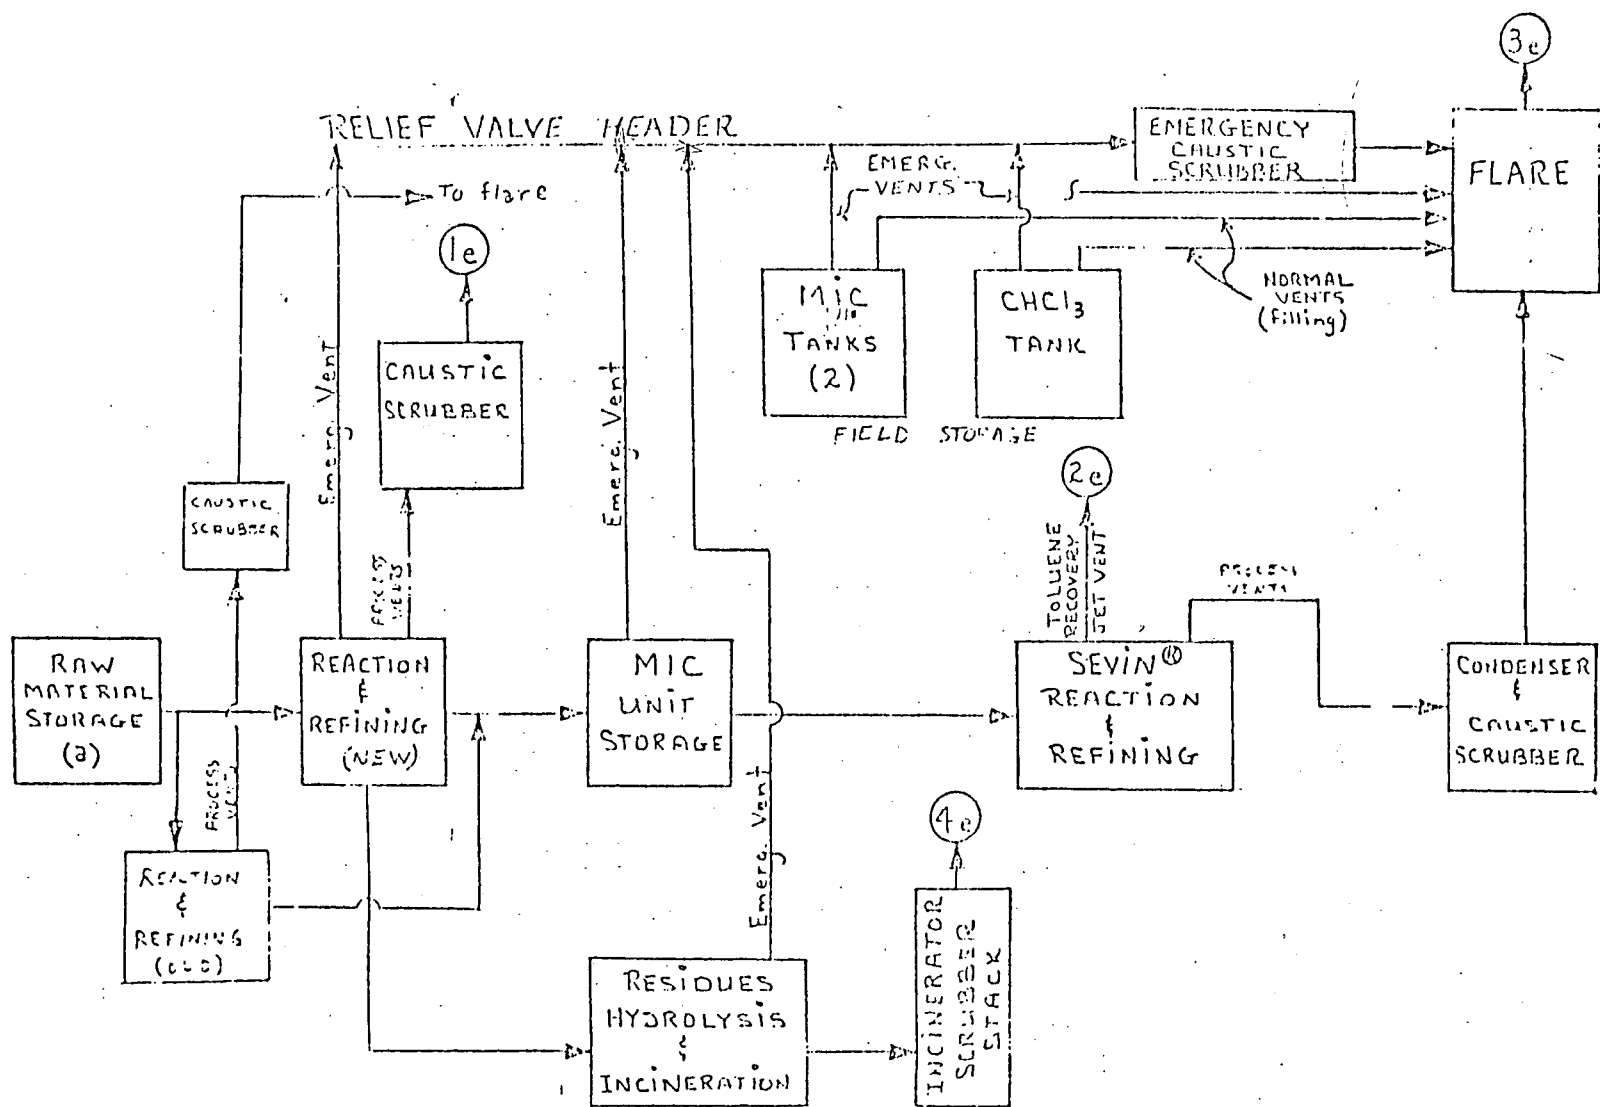 3e
RELIEF VALVE HEADER
EMERGENCY
CAUSTIC
SCRUBBER
FLARE
EMERG.
VENTS
To flare
1e
MIC
TANKS
(2)
CHCl3
TANK
NORMAL
VENTS
(Filling)
FIELD STORAGE
CAUSTIC
SCRUBBER
Emerg. Vent
Emerg. Vent
CAUSTIC
SCRUBBER
2e
TOLUENE
RECOVERY
JET VENT
PROCESS
VENTS
PROCESS
VENTS
RAW
MATERIAL
STORAGE
(a)
REACTION
&
REFINING
(NEW)
MIC
UNIT
STORAGE
SEVIN®
REACTION
&
REFINING
CONDENSER
&
CAUSTIC
SCRUBBER
PROCESS
VENT
Emerg. Vent
4e
REACTION
&
REFINING
(OLD)
RESIDUES
HYDROLYSIS
&
INCINERATION
INCINERATOR
SCRUBBER
STACK